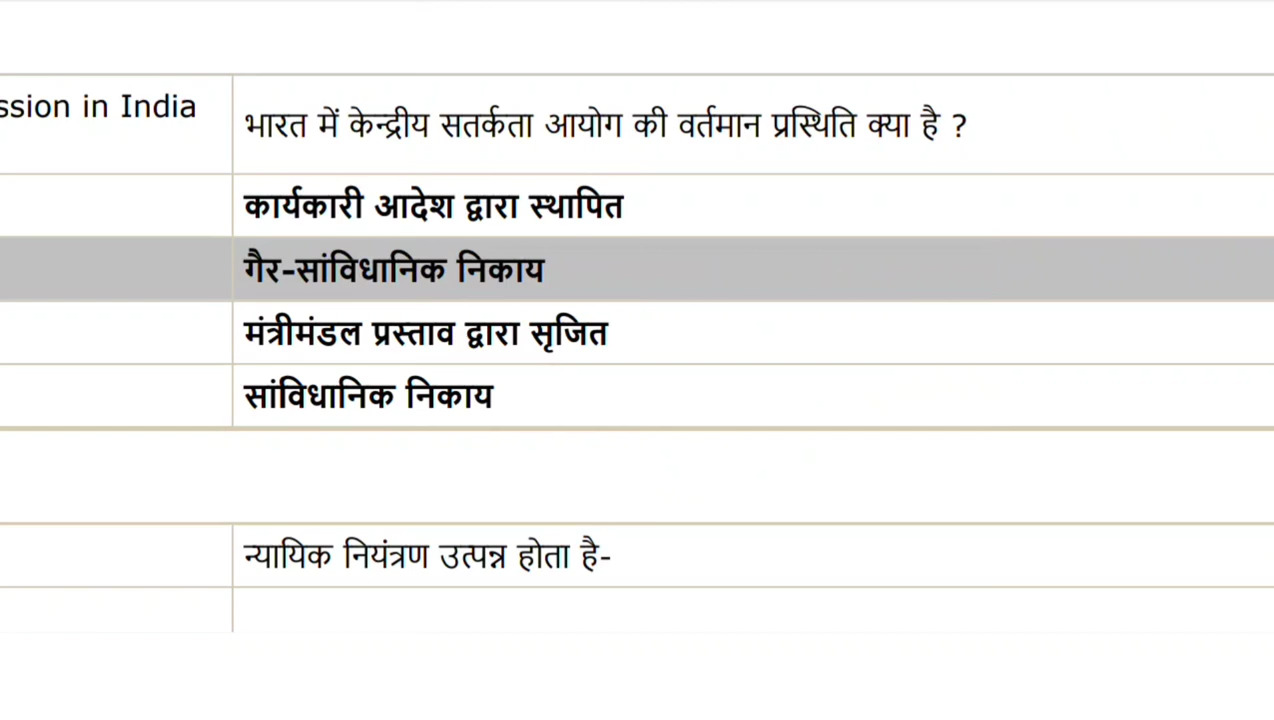 ssion in India
भारत में केन्द्रीय सतर्कता आयोग की वर्तमान प्रस्थिति क्या है ?
कार्यकारी आदेश द्वारा स्थापित
गैर-सांविधानिक निकाय
मंत्रीमंडल प्रस्ताव द्वारा सृजित
सांविधानिक निकाय
न्यायिक नियंत्रण उत्पन्न होता है-